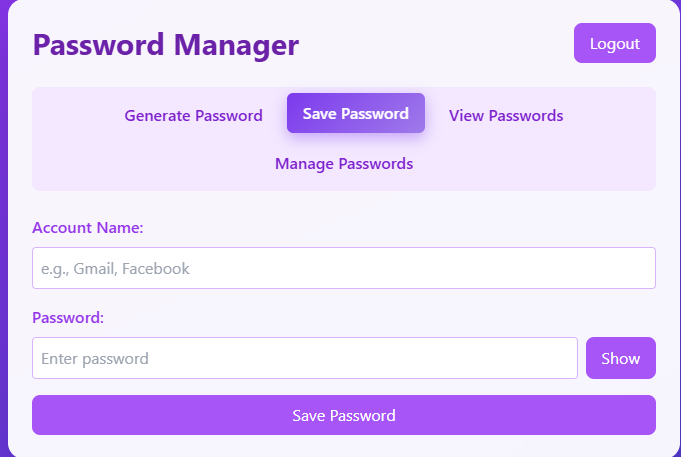 Password Manager
Logout
Generate Password
Save Password
View Passwords
Manage Passwords
Account Name:
e.g., Gmail, Facebook
Password:
Enter password
Show
Save Password